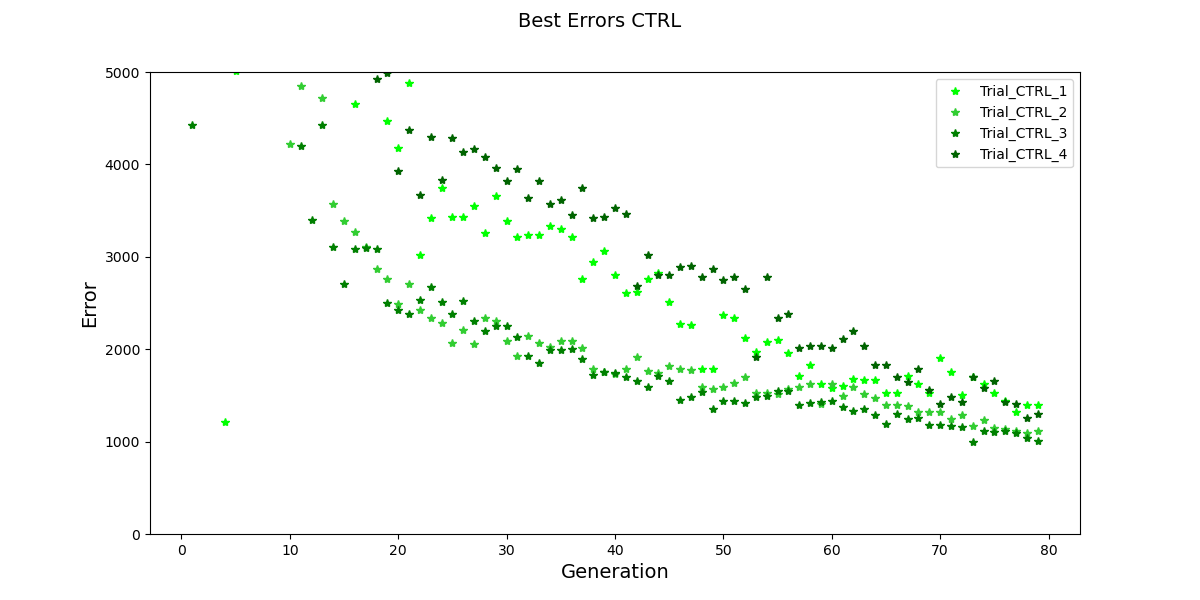 Best Errors CTRL
5000
4000
3000
2000
1000
0
Error
Trial_CTRL_1
Trial_CTRL_2
Trial_CTRL_3
Trial_CTRL_4
0 10 20 30 40 50 60 70 80
Generation